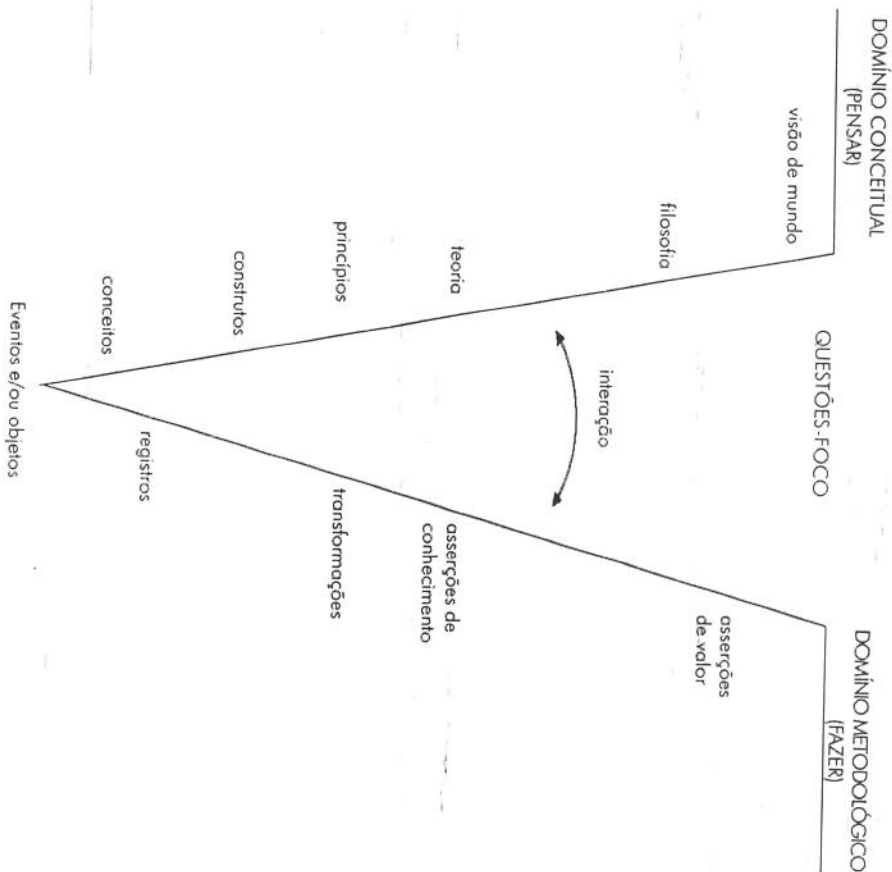 DOMÍNIO CONCEITUAL
(PENSAR)
visão de mundo
filosofia
teoria
princípios
construtos
conceitos
QUESTÕES-FOCO
interação
DOMÍNIO METODOLÓGICO
(FAZER)
asserções
de valor
asserções de
conhecimento
transformações
registros
Eventos e/ou objetos